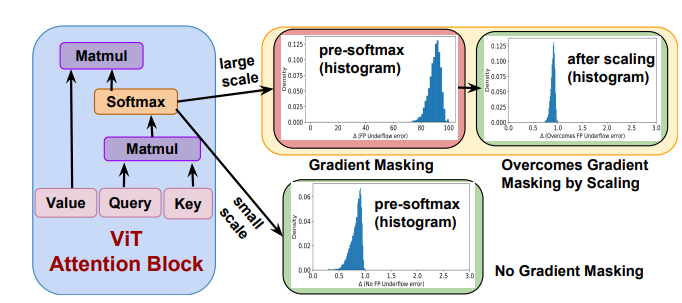 Matmul
Softmax
Matmul
Value
Query
Key
ViT
Attention Block
large
scale
small
scale
pre-softmax
(histogram)
Density
0.125
0.100
0.075
0.050
0.025
0.000
0 20 40 60 80 100
Δ (FP Underflow error)
Gradient Masking
after scaling
(histogram)
Density
0.125
0.100
0.075
0.050
0.025
0.000
0.0 0.5 1.0 1.5 2.0 2.5 3.0
Δ (Overcomes FP Underflow error)
Overcomes Gradient
Masking by Scaling
pre-softmax
(histogram)
Density
0.06
0.04
0.02
0.00
0.0 0.5 1.0 1.5 2.0 2.5 3.0
Δ (No FP Underflow error)
No Gradient Masking